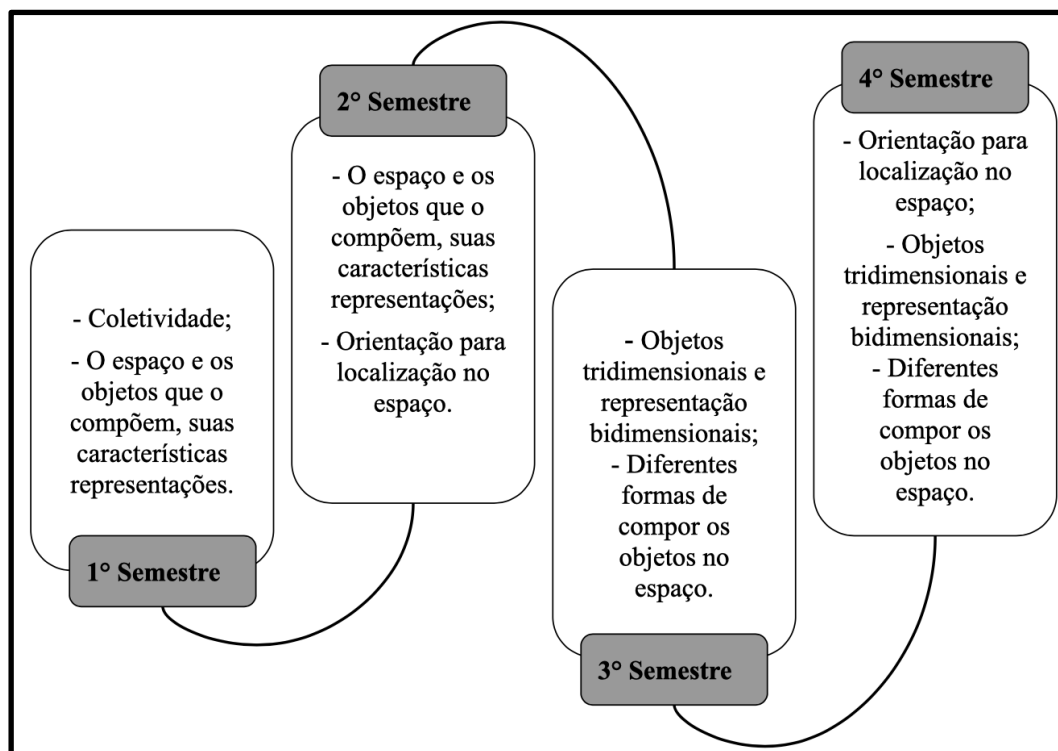 - Coletividade;
- O espaço e os
objetos que o
compõem, suas
características
representações.
1° Semestre
2° Semestre
- O espaço e os
objetos que o
compõem, suas
características
representações;
- Orientação para
localização no
espaço.
- Objetos
tridimensionais e
representação
bidimensionais;
- Diferentes
formas de
compor os
objetos no
espaço.
3° Semestre
4° Semestre
- Orientação para
localização no
espaço;
- Objetos
tridimensionais e
representação
bidimensionais;
- Diferentes
formas de
compor os
objetos no
espaço.